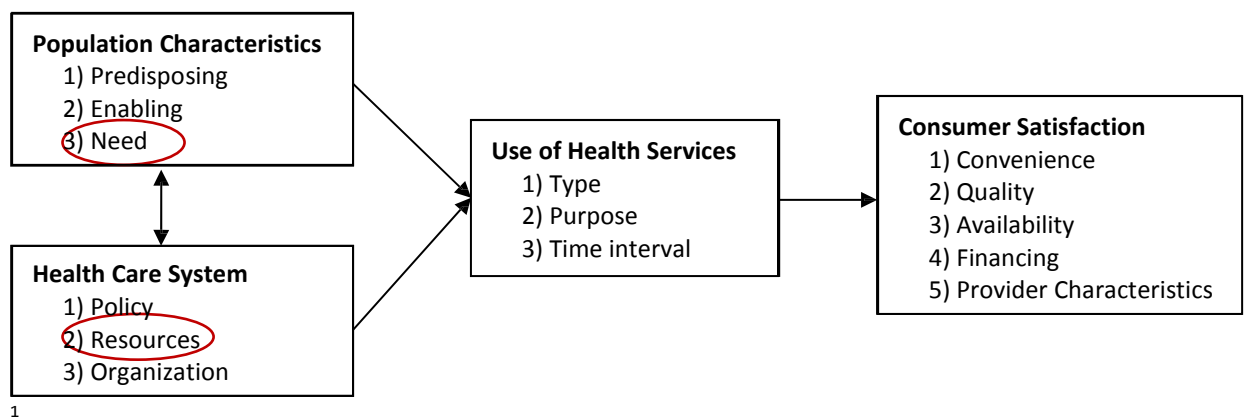 Population Characteristics
1) Predisposing
2) Enabling
3) Need
Health Care System
1) Policy
2) Resources
3) Organization
Use of Health Services
1) Type
2) Purpose
3) Time interval
Consumer Satisfaction
1) Convenience
2) Quality
3) Availability
4) Financing
5) Provider Characteristics
1